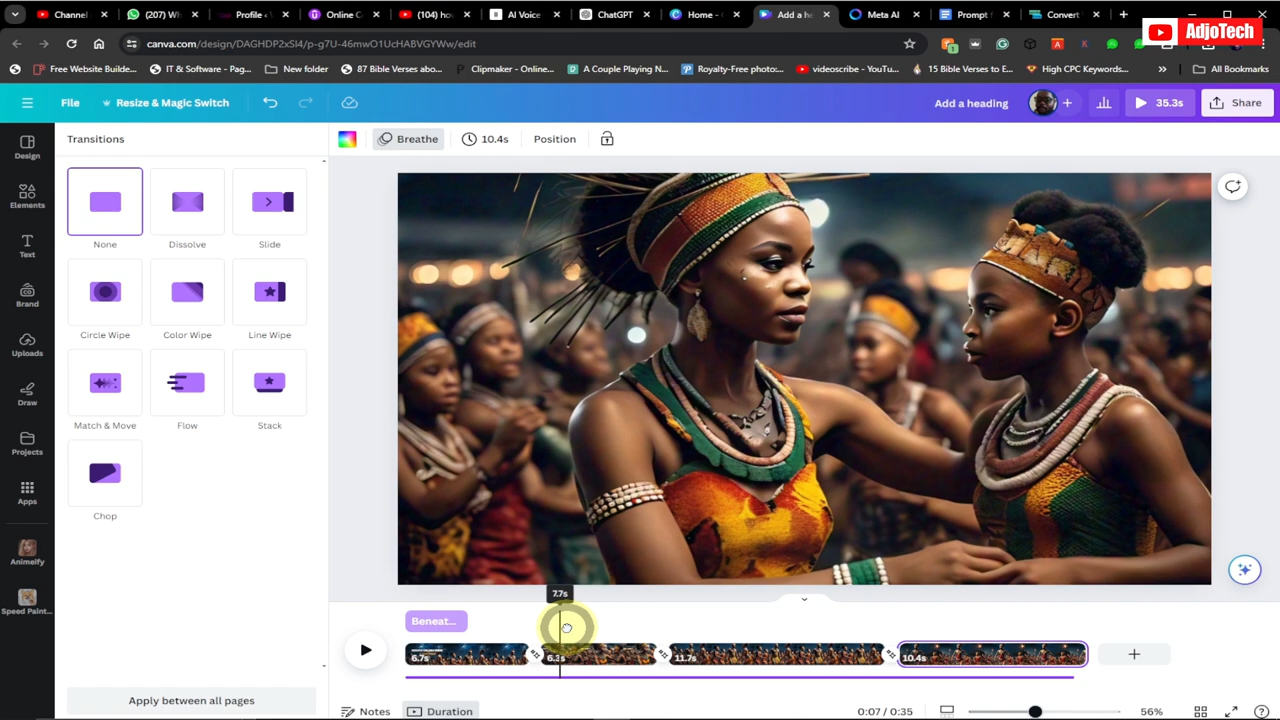 Channel
(207) Wh
Profile
Online C
(104) ho
AI Voice
ChatGPT
Home -
Add a he
Meta AI
Prompt f
Convert
AdjoTech
canva.com/design/DAGHDP2xSI4/p-g7U-46mwO1UcHABVGYWw/edit
Free Website Builde...
IT & Software - Pag...
New folder
87 Bible Verses abo...
Clipmaker - Online...
A Couple Playing N...
Royalty-Free photo:...
videoscribe - YouTu...
15 Bible Verses to E...
High CPC Keywords...
All Bookmarks
File
Resize & Magic Switch
Add a heading
35.3s
Share
Design
Elements
Text
Brand
Uploads
Draw
Projects
Apps
Animeify
Speed Paint...
Transitions
None
Dissolve
Slide
Circle Wipe
Color Wipe
Line Wipe
Match & Move
Flow
Stack
Chop
Apply between all pages
Breathe
10.4s
Position
7.7s
Beneat...
6.7s
11.7s
10.4s
Notes
Duration
0:07 / 0:35
56%